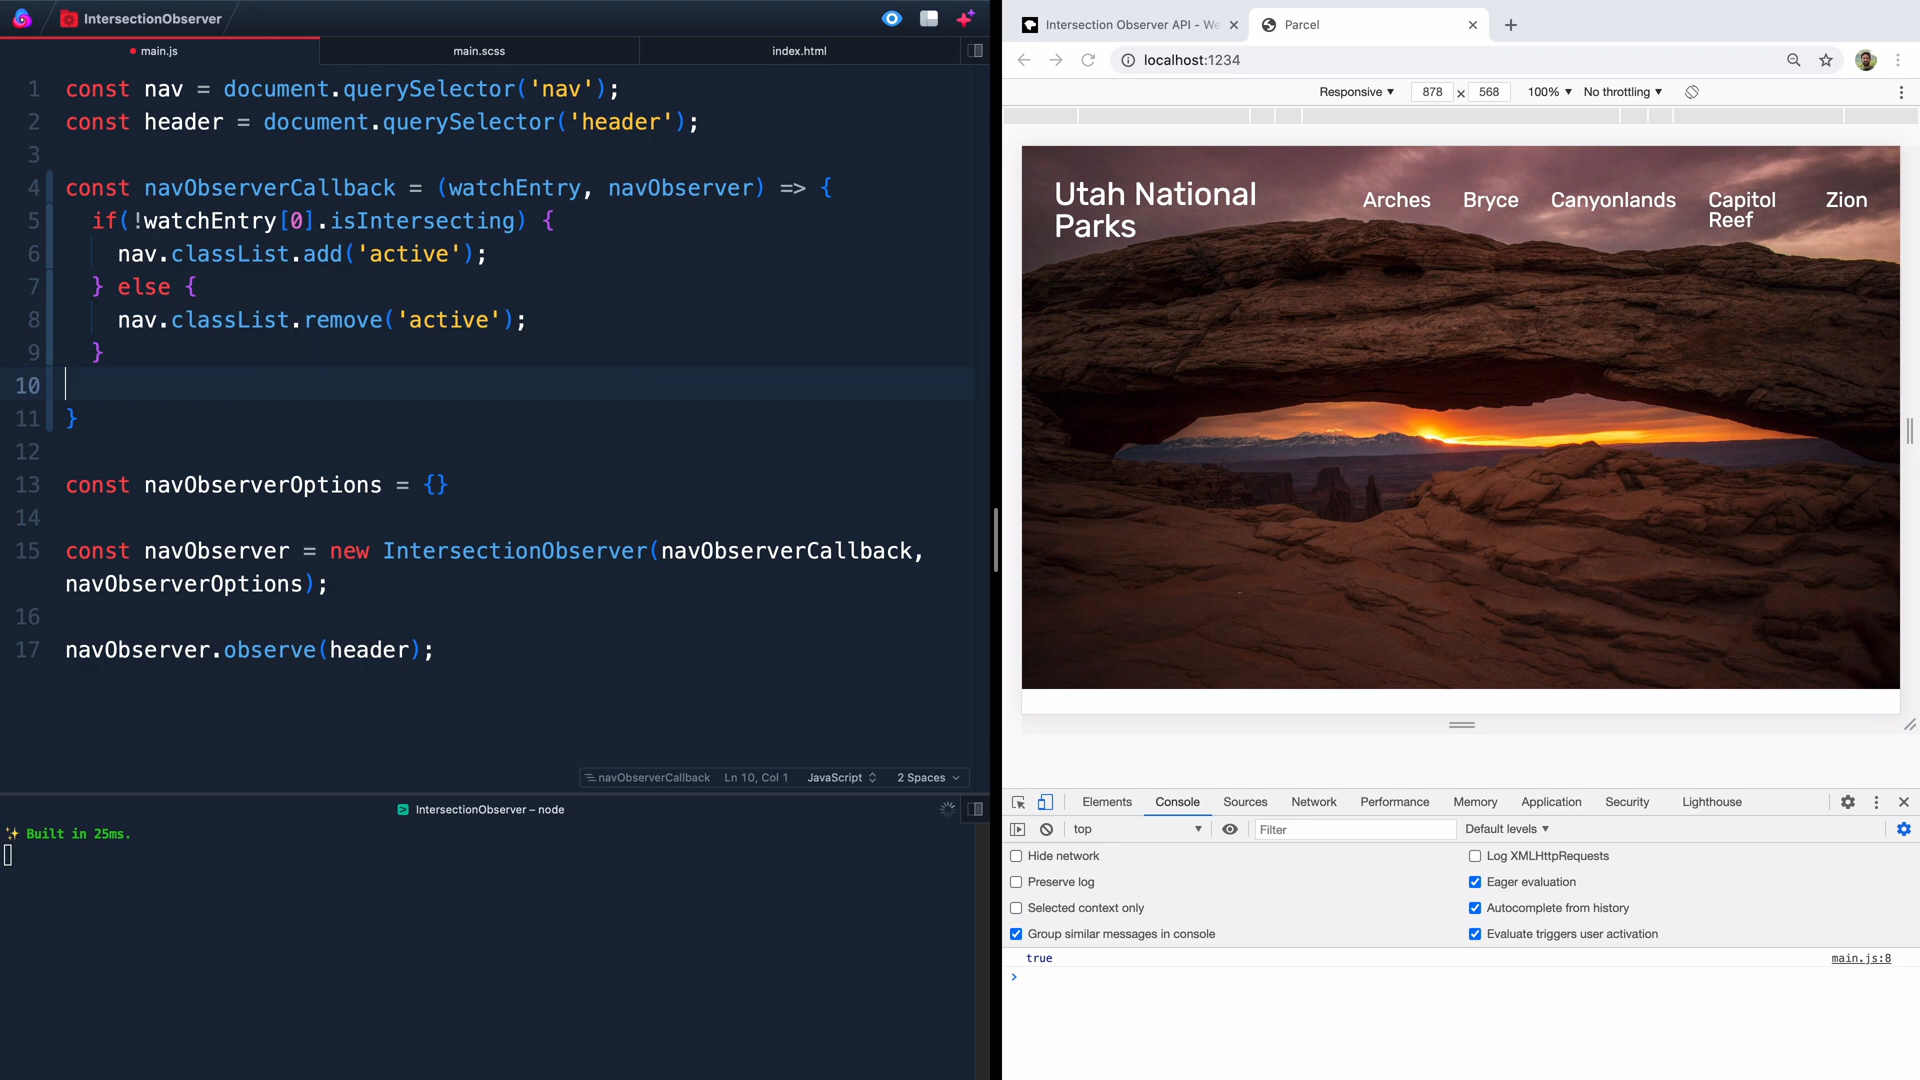 IntersectionObserver
main.js
main.scss
index.html
1 const nav = document.querySelector('nav');
2 const header = document.querySelector('header');
3
4 const navObserverCallback = (watchEntry, navObserver) => {
5 if(!watchEntry[0].isIntersecting) {
6 nav.classList.add('active');
7 } else {
8 nav.classList.remove('active');
9 }
10
11 }
12
13 const navObserverOptions = {}
14
15 const navObserver = new IntersectionObserver(navObserverCallback,
navObserverOptions);
16
17 navObserver.observe(header);
navObserverCallback Ln 10, Col 1 JavaScript 2 Spaces
IntersectionObserver – node
✨ Built in 25ms.
Intersection Observer API - We
Parcel
localhost:1234
Responsive 878 x 568 100% No throttling
Utah National
Parks
Arches
Bryce
Canyonlands
Capitol
Reef
Zion
Elements Console Sources Network Performance Memory Application Security Lighthouse
top Filter Default levels
Hide network
Log XMLHttpRequests
Preserve log
Eager evaluation
Selected context only
Autocomplete from history
Group similar messages in console
Evaluate triggers user activation
true main.js:8